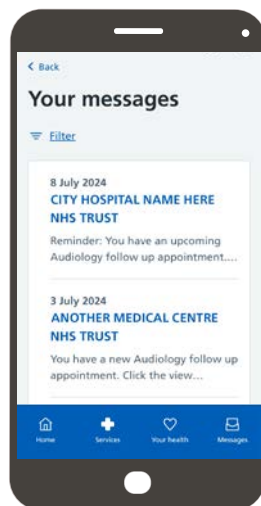 Back
Your messages
Filter
8 July 2024
CITY HOSPITAL NAME HERE
NHS TRUST
Reminder: You have an upcoming
Audiology follow up appointment....
3 July 2024
ANOTHER MEDICAL CENTRE
NHS TRUST
You have a new Audiology follow up
appointment. Click the view...
Home
Services
Your health
Messages